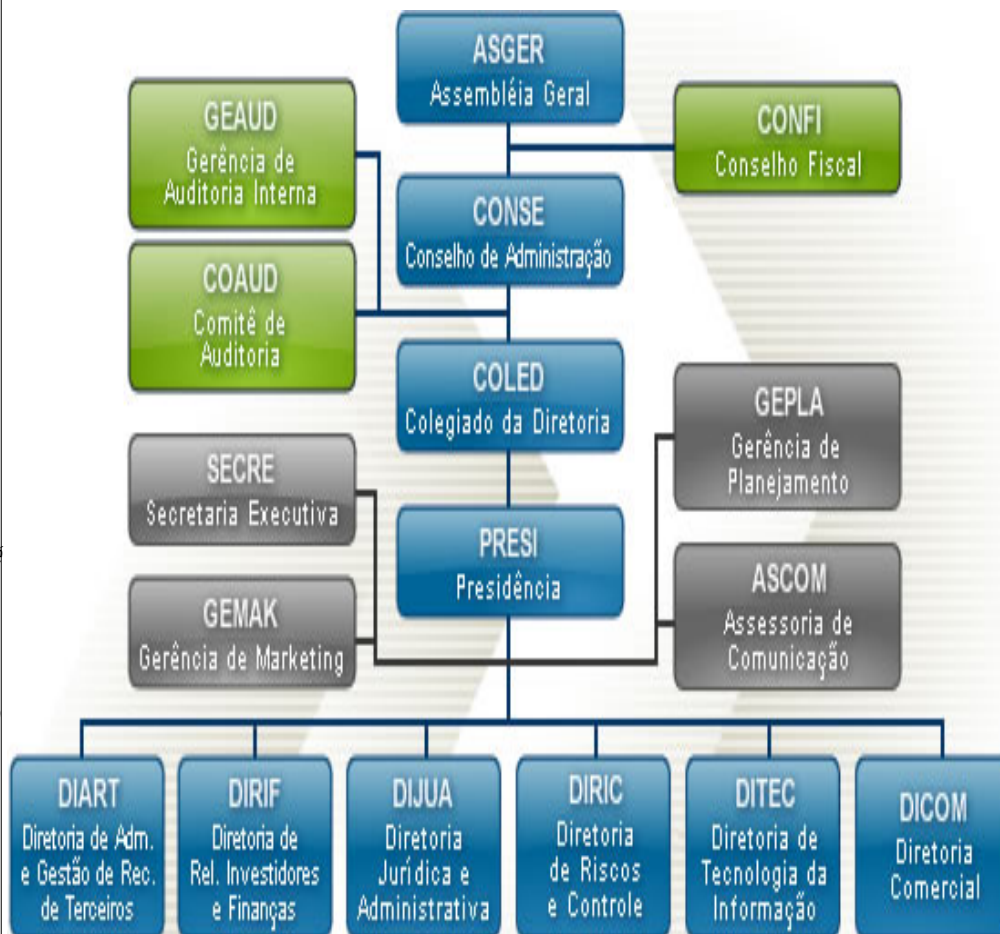 ASGER
Assembléia Geral
GEAUD
Gerência de
Auditoria Interna
CONFI
Conselho Fiscal
CONSE
Conselho de Administração
COAUD
Comitê de
Auditoria
COLED
Colegiado da Diretoria
GEPLA
Gerência de
Planejamento
SECRE
Secretaria Executiva
PRESI
Presidência
ASCOM
Assessoria de
Comunicação
GEMAK
Gerência de Marketing
DIART
Diretoria de Adm.
e Gestão de Rec.
de Terceiros
DIRIF
Diretoria de
Rel. Investidores
e Finanças
DIJUA
Diretoria
Jurídica e
Administrativa
DIRIC
Diretoria
de Riscos
e Controle
DITEC
Diretoria de
Tecnologia da
Informação
DICOM
Diretoria
Comercial